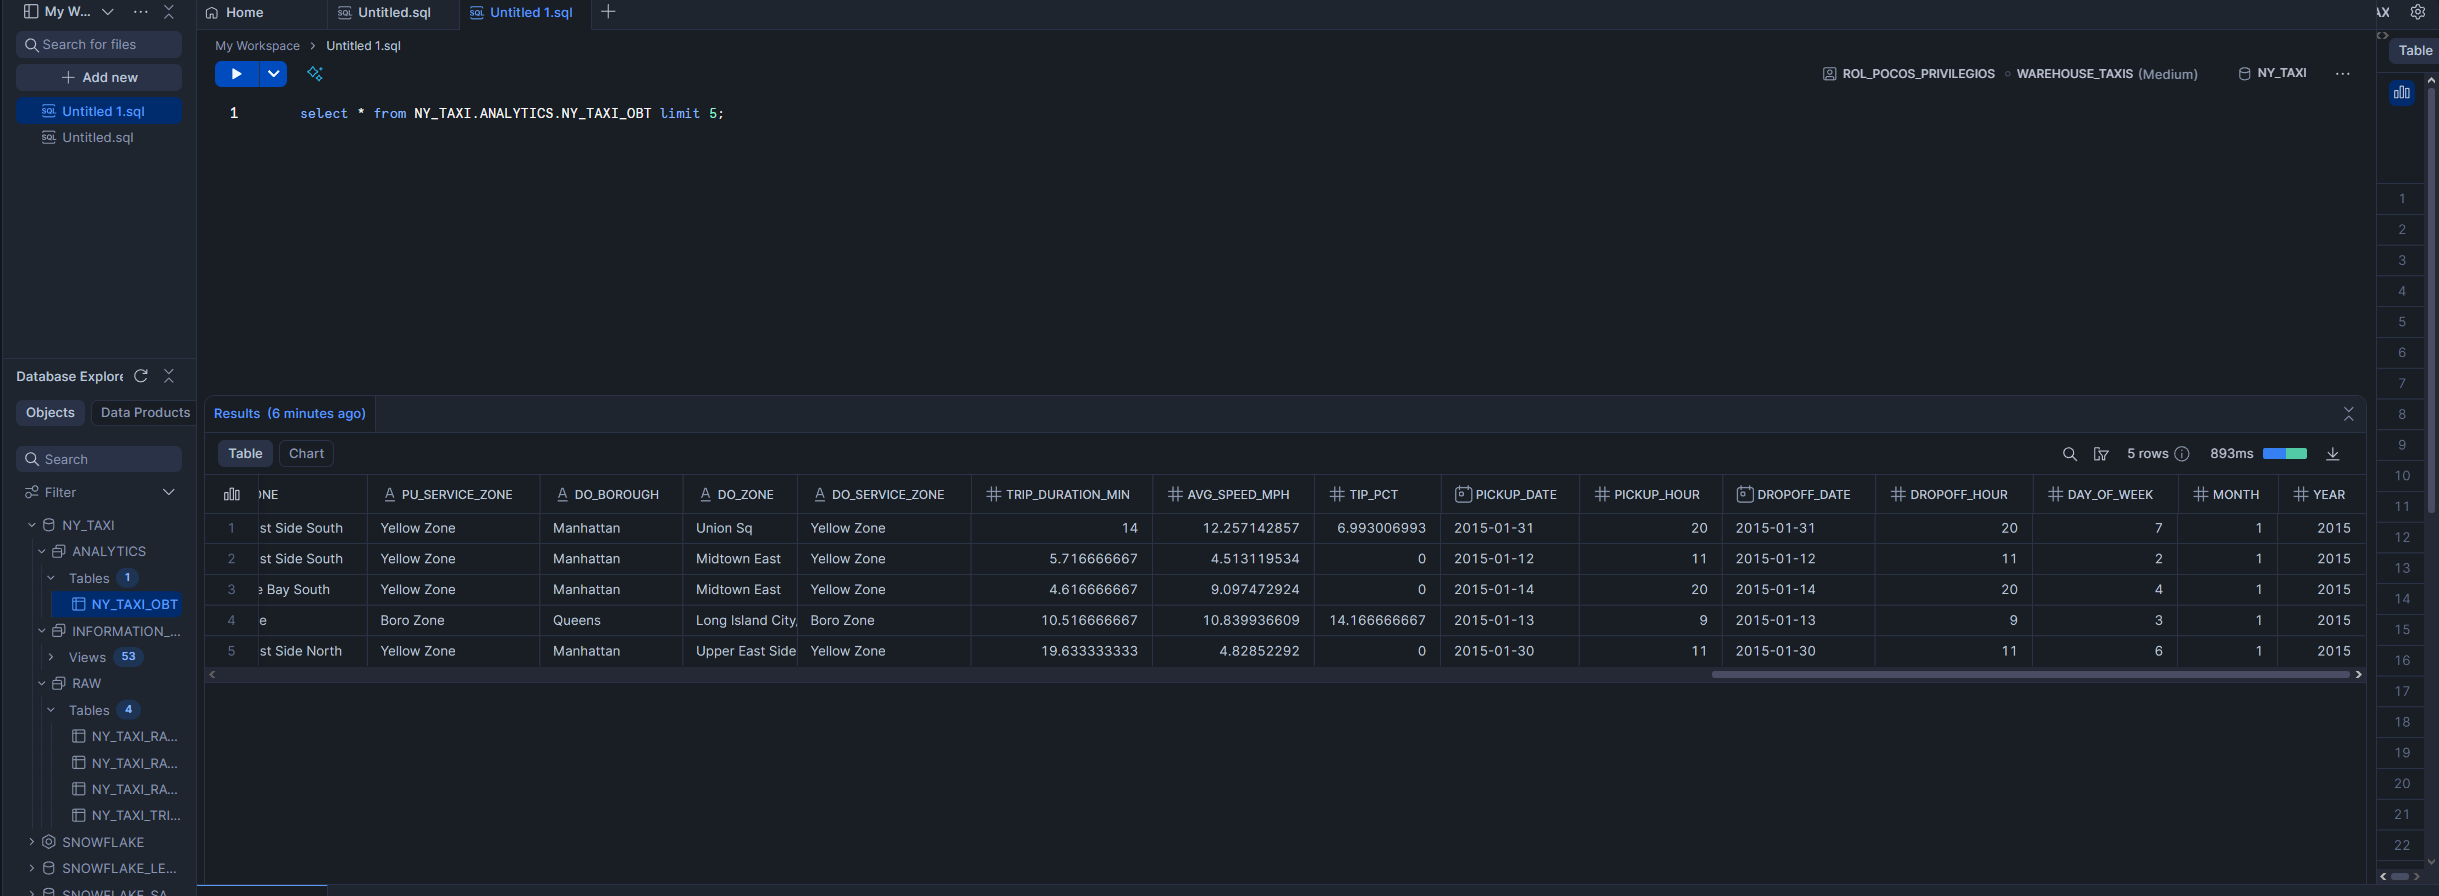 My W...
Home
Untitled.sql
Untitled 1.sql
AX
Search for files
Add new
Untitled 1.sql
Untitled.sql
My Workspace > Untitled 1.sql
ROL_POCOS_PRIVILEGIOS
WAREHOUSE_TAXIS (Medium)
NY_TAXI
Table
1 select * from NY_TAXI.ANALYTICS.NY_TAXI_OBT limit 5;
Database Explore
Objects
Data Products
Search
Filter
NY_TAXI
ANALYTICS
Tables 1
NY_TAXI_OBT
INFORMATION_...
Views 53
RAW
Tables 4
NY_TAXI_RA...
NY_TAXI_RA...
NY_TAXI_RA...
NY_TAXI_TRI...
SNOWFLAKE
SNOWFLAKE_LE...
SNOWFLAKE_SA
Results (6 minutes ago)
Table
Chart
5 rows
893ms
ONE PU_SERVICE_ZONE DO_BOROUGH DO_ZONE DO_SERVICE_ZONE TRIP_DURATION_MIN AVG_SPEED_MPH TIP_PCT PICKUP_DATE PICKUP_HOUR DROPOFF_DATE DROPOFF_HOUR DAY_OF_WEEK MONTH YEAR
1 st Side South Yellow Zone Manhattan Union Sq Yellow Zone 14 12.257142857 6.993006993 2015-01-31 20 2015-01-31 20 7 1 2015
2 st Side South Yellow Zone Manhattan Midtown East Yellow Zone 5.716666667 4.513119534 0 2015-01-12 11 2015-01-12 11 2 1 2015
3 e Bay South Yellow Zone Manhattan Midtown East Yellow Zone 4.616666667 9.097472924 0 2015-01-14 20 2015-01-14 20 4 1 2015
4 e Boro Zone Queens Long Island City, Boro Zone 10.516666667 10.839936609 14.166666667 2015-01-13 9 2015-01-13 9 3 1 2015
5 st Side North Yellow Zone Manhattan Upper East Side Yellow Zone 19.633333333 4.82852292 0 2015-01-30 11 2015-01-30 11 6 1 2015
1
2
3
4
5
6
7
8
9
10
11
12
13
14
15
16
17
18
19
20
21
22